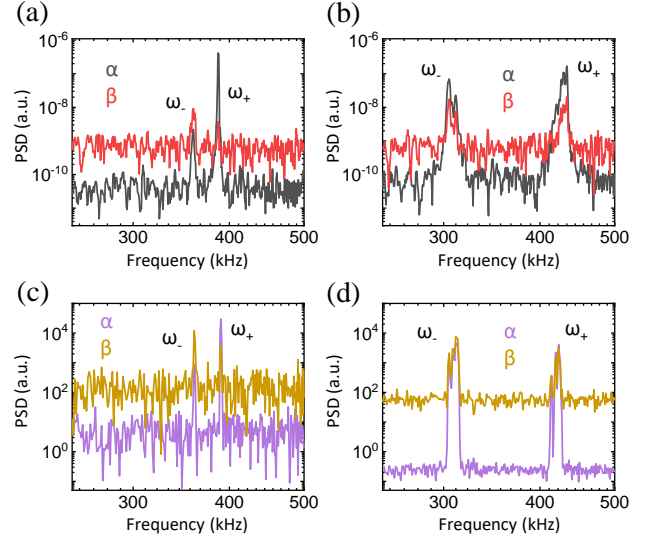 (a)
10⁻⁶
10⁻⁸
10⁻¹⁰
PSD (a.u.)
α
β
ω₋
ω₊
300
400
500
Frequency (kHz)
(b)
10⁻⁶
10⁻⁸
10⁻¹⁰
PSD (a.u.)
ω₋
α
β
ω₊
300
400
500
Frequency (kHz)
(c)
10⁴
10²
10⁰
PSD (a.u.)
α
β
ω₋
ω₊
300
400
500
Frequency (kHz)
(d)
10⁴
10²
10⁰
PSD (a.u.)
ω₋
α
β
ω₊
300
400
500
Frequency (kHz)